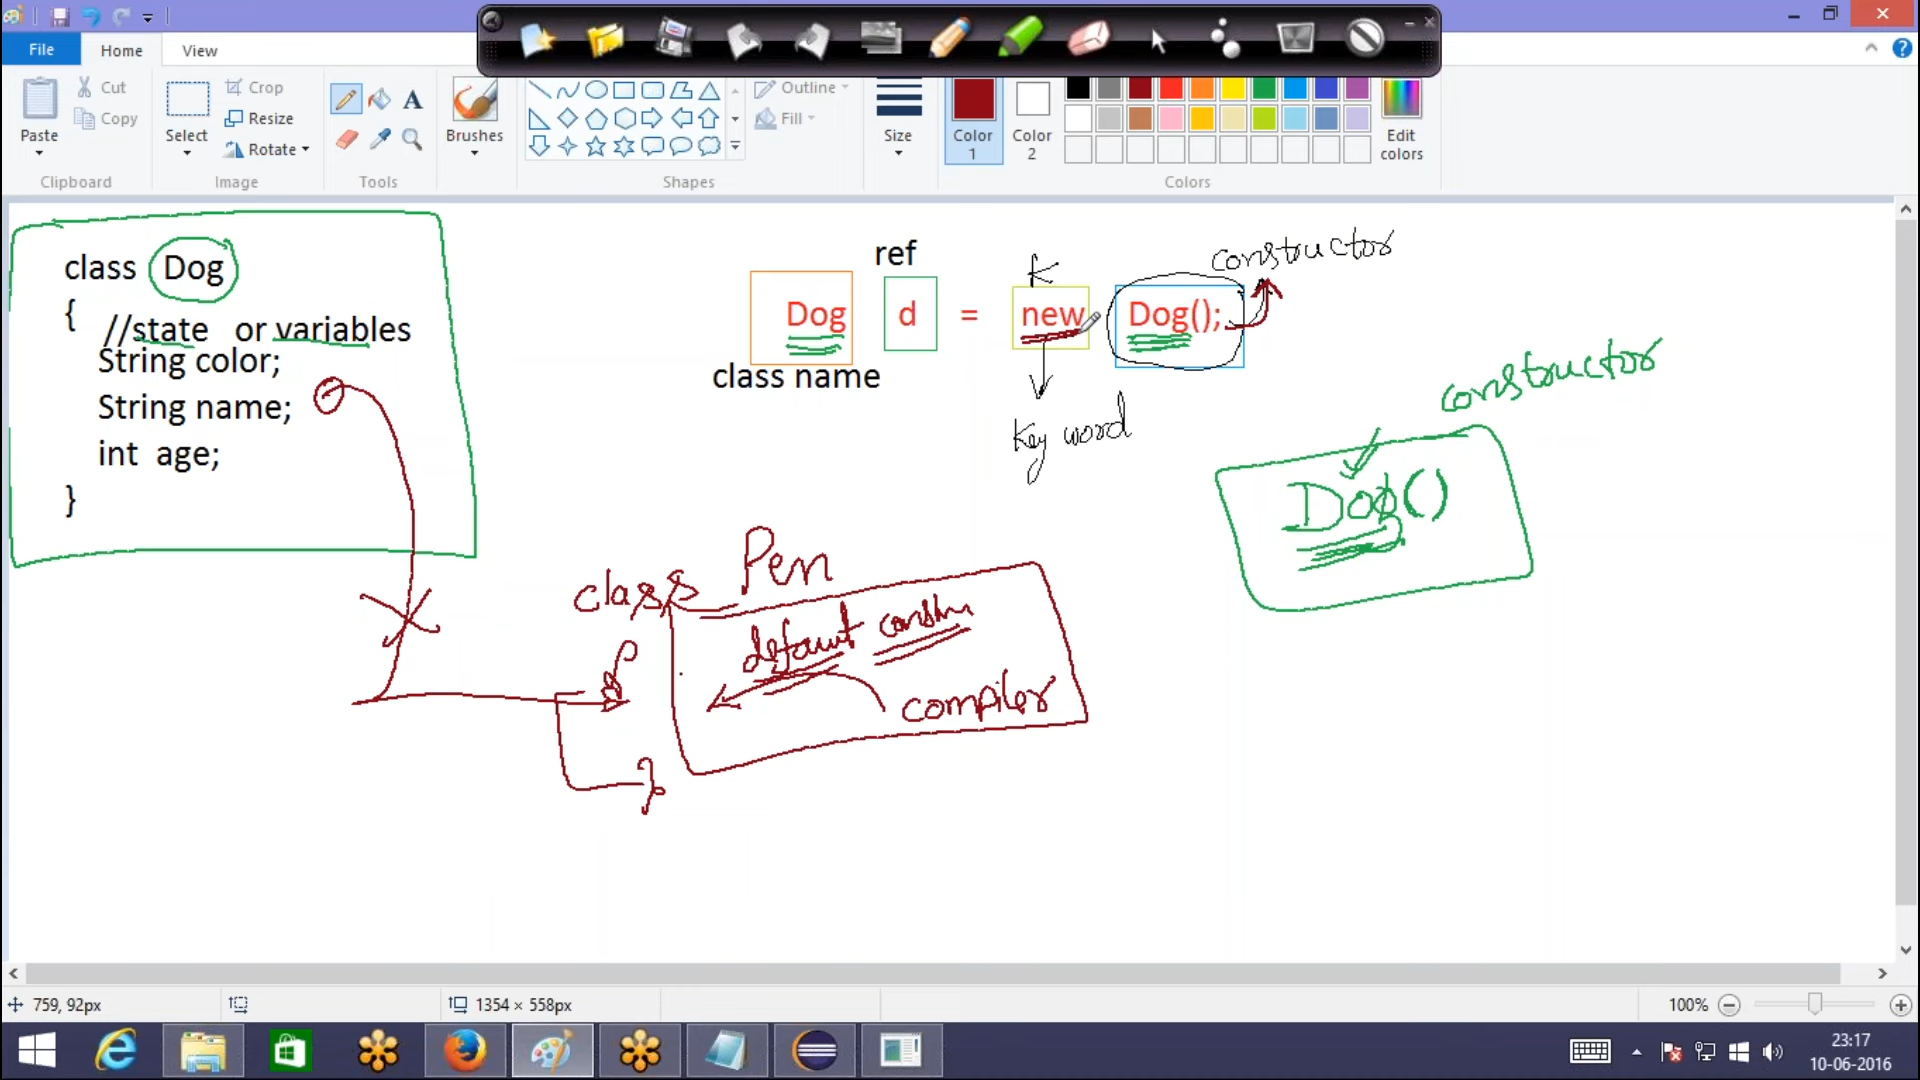 File
Home
View
Cut
Copy
Paste
Clipboard
Select
Crop
Resize
Rotate
Image
Tools
Brushes
Shapes
Outline
Fill
Size
Color 1
Color 2
Edit colors
Colors
class Dog
{
//state or variables
String color;
String name;
int age;
}
ref
K
constructor
Dog d = new Dog();
class name
Key word
constructor
Dog()
class Pen
{
defaut constru
compiler
}
759, 92px
1354 × 558px
100%
23:17
10-06-2016